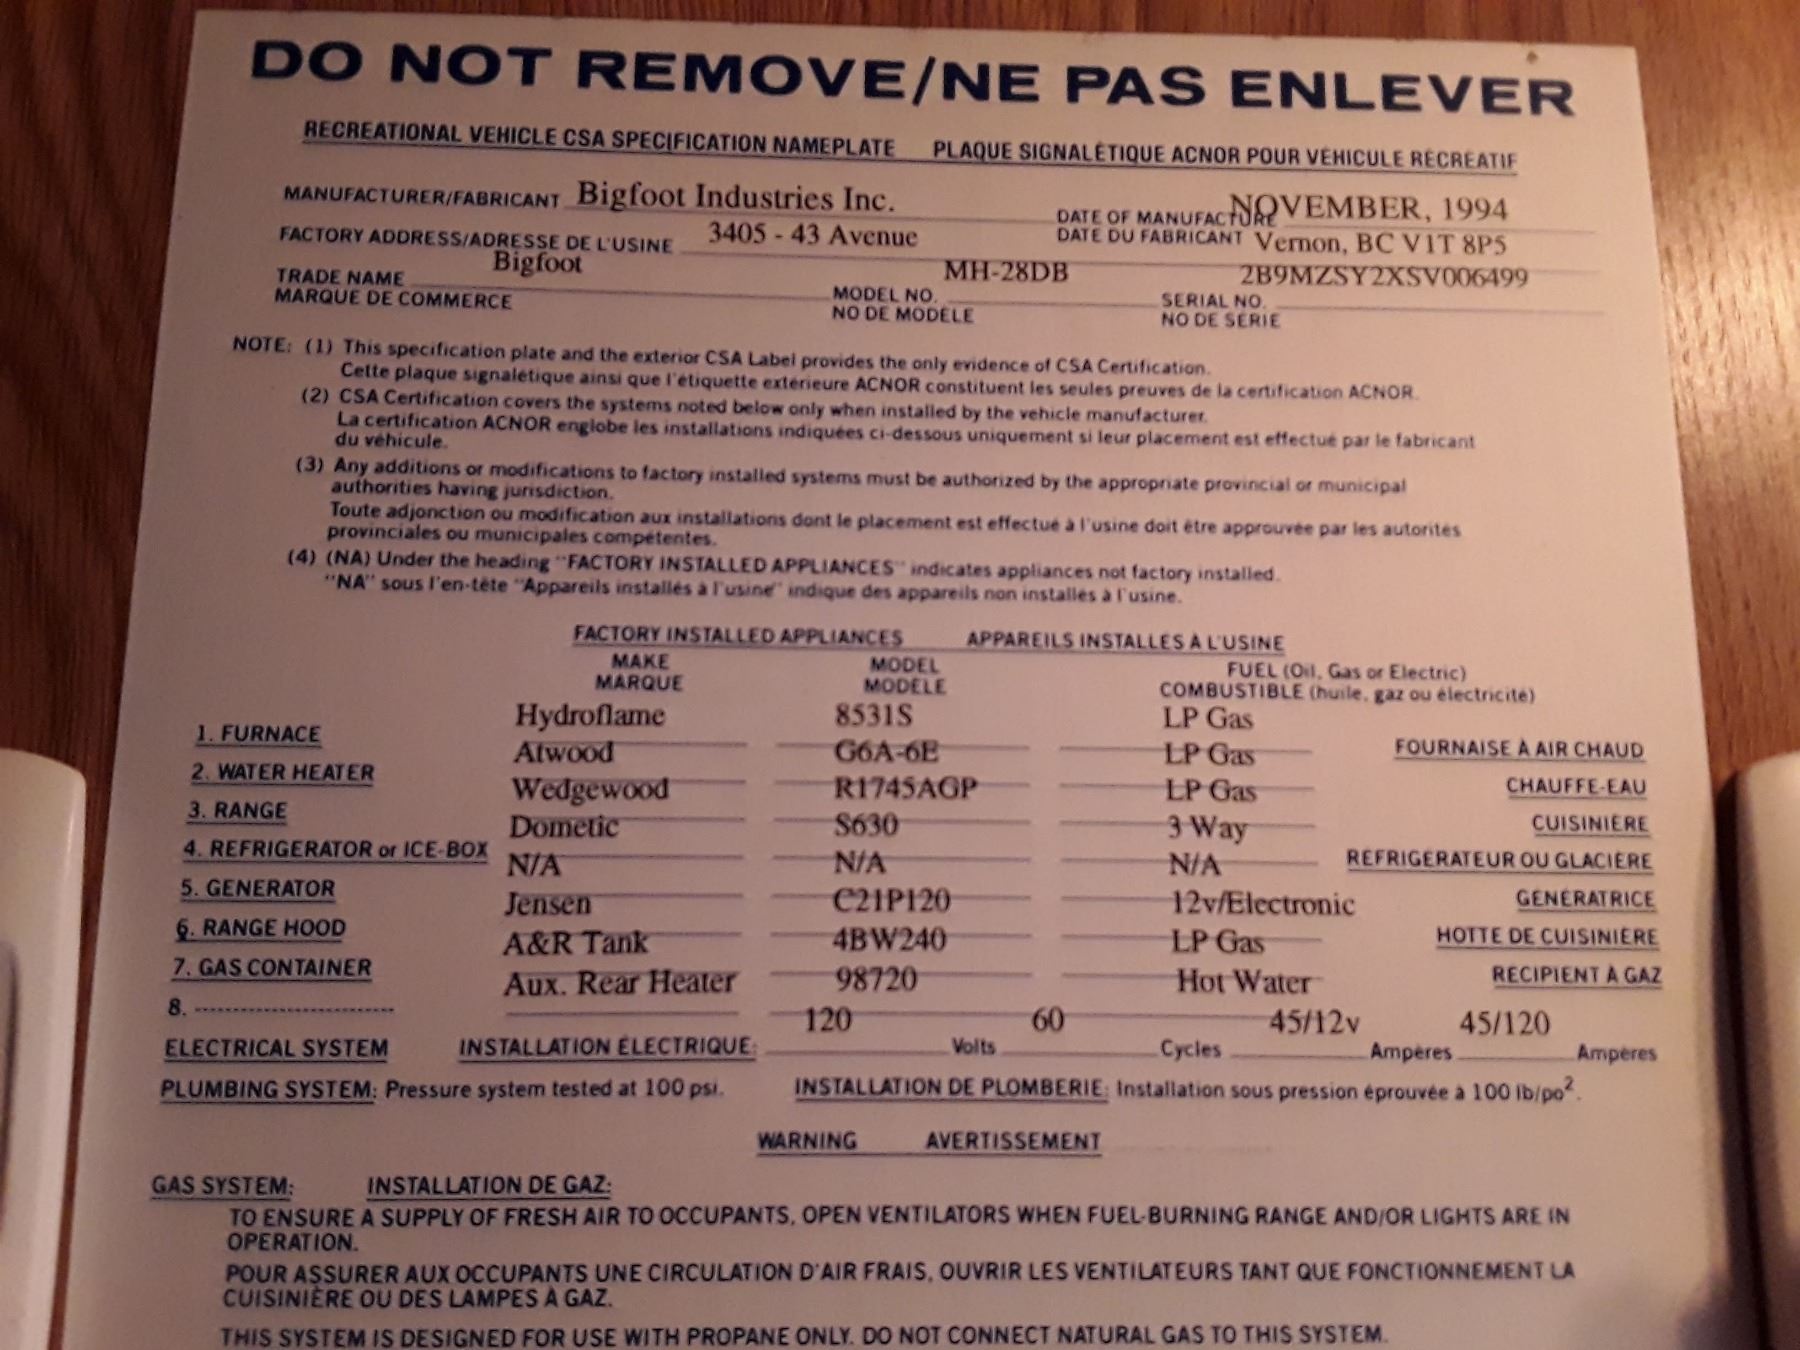 DO NOT REMOVE/NE PAS ENLEVER
RECREATIONAL VEHICLE CSA SPECIFICATION NAMEPLATE PLAQUE SIGNALÉTIQUE ACNOR POUR VÉHICULE RÉCRÉATIF
MANUFACTURER/FABRICANT Bigfoot Industries Inc. DATE OF MANUFACTURE NOVEMBER, 1994
FACTORY ADDRESS/ADRESSE DE L'USINE 3405 - 43 Avenue DATE DU FABRICANT Vernon, BC V1T 8P5
TRADE NAME Bigfoot MODEL NO. MH-28DB SERIAL NO. 2B9MZSY2XSV006499
MARQUE DE COMMERCE NO DE MODÈLE NO DE SÉRIE
NOTE: (1) This specification plate and the exterior CSA Label provides the only evidence of CSA Certification.
Cette plaque signalétique ainsi que l'étiquette extérieure ACNOR constituent les seules preuves de la certification ACNOR.
(2) CSA Certification covers the systems noted below only when installed by the vehicle manufacturer.
La certification ACNOR englobe les installations indiquées ci-dessous uniquement si leur placement est effectué par le fabricant
du véhicule.
(3) Any additions or modifications to factory installed systems must be authorized by the appropriate provincial or municipal
authorities having jurisdiction.
Toute adjonction ou modification aux installations dont le placement est effectué à l'usine doit être approuvée par les autorités
provinciales ou municipales compétentes.
(4) (NA) Under the heading "FACTORY INSTALLED APPLIANCES" indicates appliances not factory installed.
"NA" sous l'en-tête "Appareils installés à l'usine" indique des appareils non installés à l'usine.
FACTORY INSTALLED APPLIANCES APPAREILS INSTALLÉS À L'USINE
MAKE MODEL FUEL (Oil, Gas or Electric)
MARQUE MODÈLE COMBUSTIBLE (huile, gaz ou électricité)
1. FURNACE Hydroflame 8531S LP Gas FOURNAISE À AIR CHAUD
2. WATER HEATER Atwood G6A-6E LP Gas CHAUFFE-EAU
3. RANGE Wedgewood R1745AGP LP Gas CUISINIÈRE
4. REFRIGERATOR or ICE-BOX Dometic S630 3 Way RÉFRIGÉRATEUR OU GLACIÈRE
5. GENERATOR N/A N/A N/A GÉNÉRATRICE
6. RANGE HOOD Jensen C21P120 12v/Electronic HOTTE DE CUISINIÈRE
7. GAS CONTAINER A&R Tank 4BW240 LP Gas RÉCIPIENT À GAZ
8. Aux. Rear Heater 98720 Hot Water
ELECTRICAL SYSTEM INSTALLATION ÉLECTRIQUE: 120 Volts 60 Cycles 45/12v Ampères 45/120 Ampères
PLUMBING SYSTEM: Pressure system tested at 100 psi. INSTALLATION DE PLOMBERIE: Installation sous pression éprouvée à 100 lb/po².
WARNING AVERTISSEMENT
GAS SYSTEM: INSTALLATION DE GAZ:
TO ENSURE A SUPPLY OF FRESH AIR TO OCCUPANTS, OPEN VENTILATORS WHEN FUEL-BURNING RANGE AND/OR LIGHTS ARE IN
OPERATION.
POUR ASSURER AUX OCCUPANTS UNE CIRCULATION D'AIR FRAIS, OUVRIR LES VENTILATEURS TANT QUE FONCTIONNEMENT LA
CUISINIÈRE OU DES LAMPES À GAZ.
THIS SYSTEM IS DESIGNED FOR USE WITH PROPANE ONLY. DO NOT CONNECT NATURAL GAS TO THIS SYSTEM.